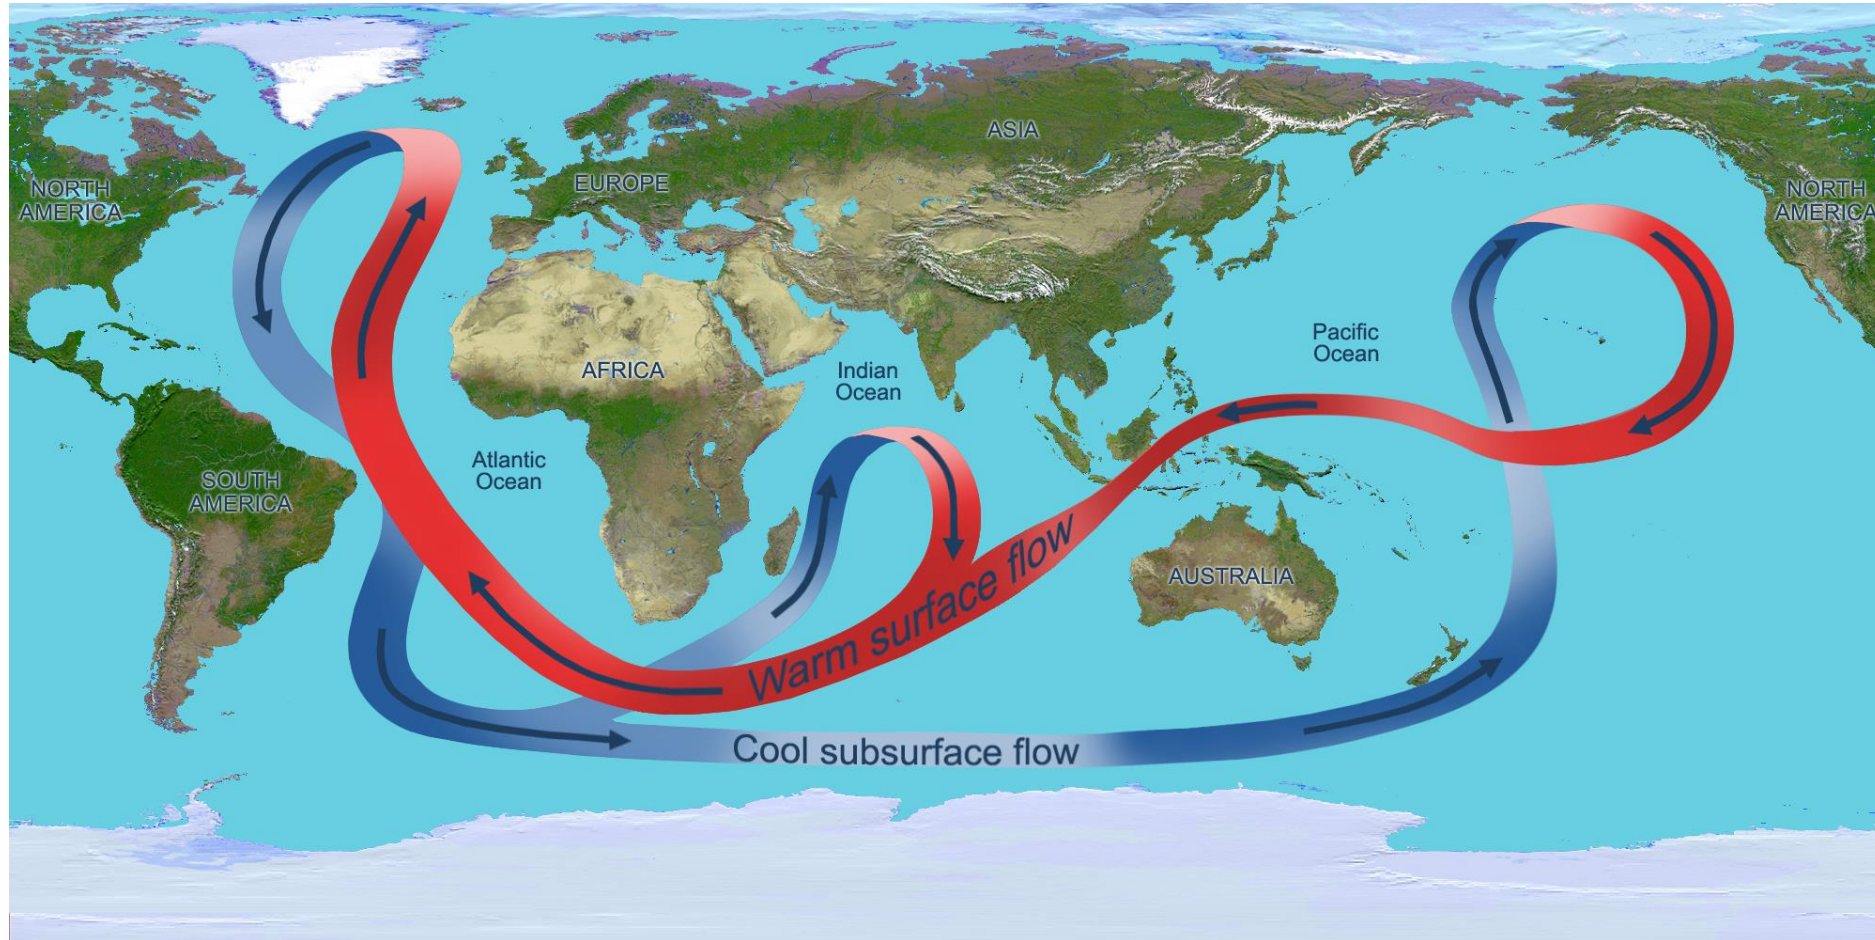 ASIA
EUROPE
NORTH
AMERICA
NORTH
AMERICA
Pacific
Ocean
AFRICA
Indian
Ocean
Atlantic
Ocean
SOUTH
AMERICA
AUSTRALIA
Warm surface flow
Cool subsurface flow